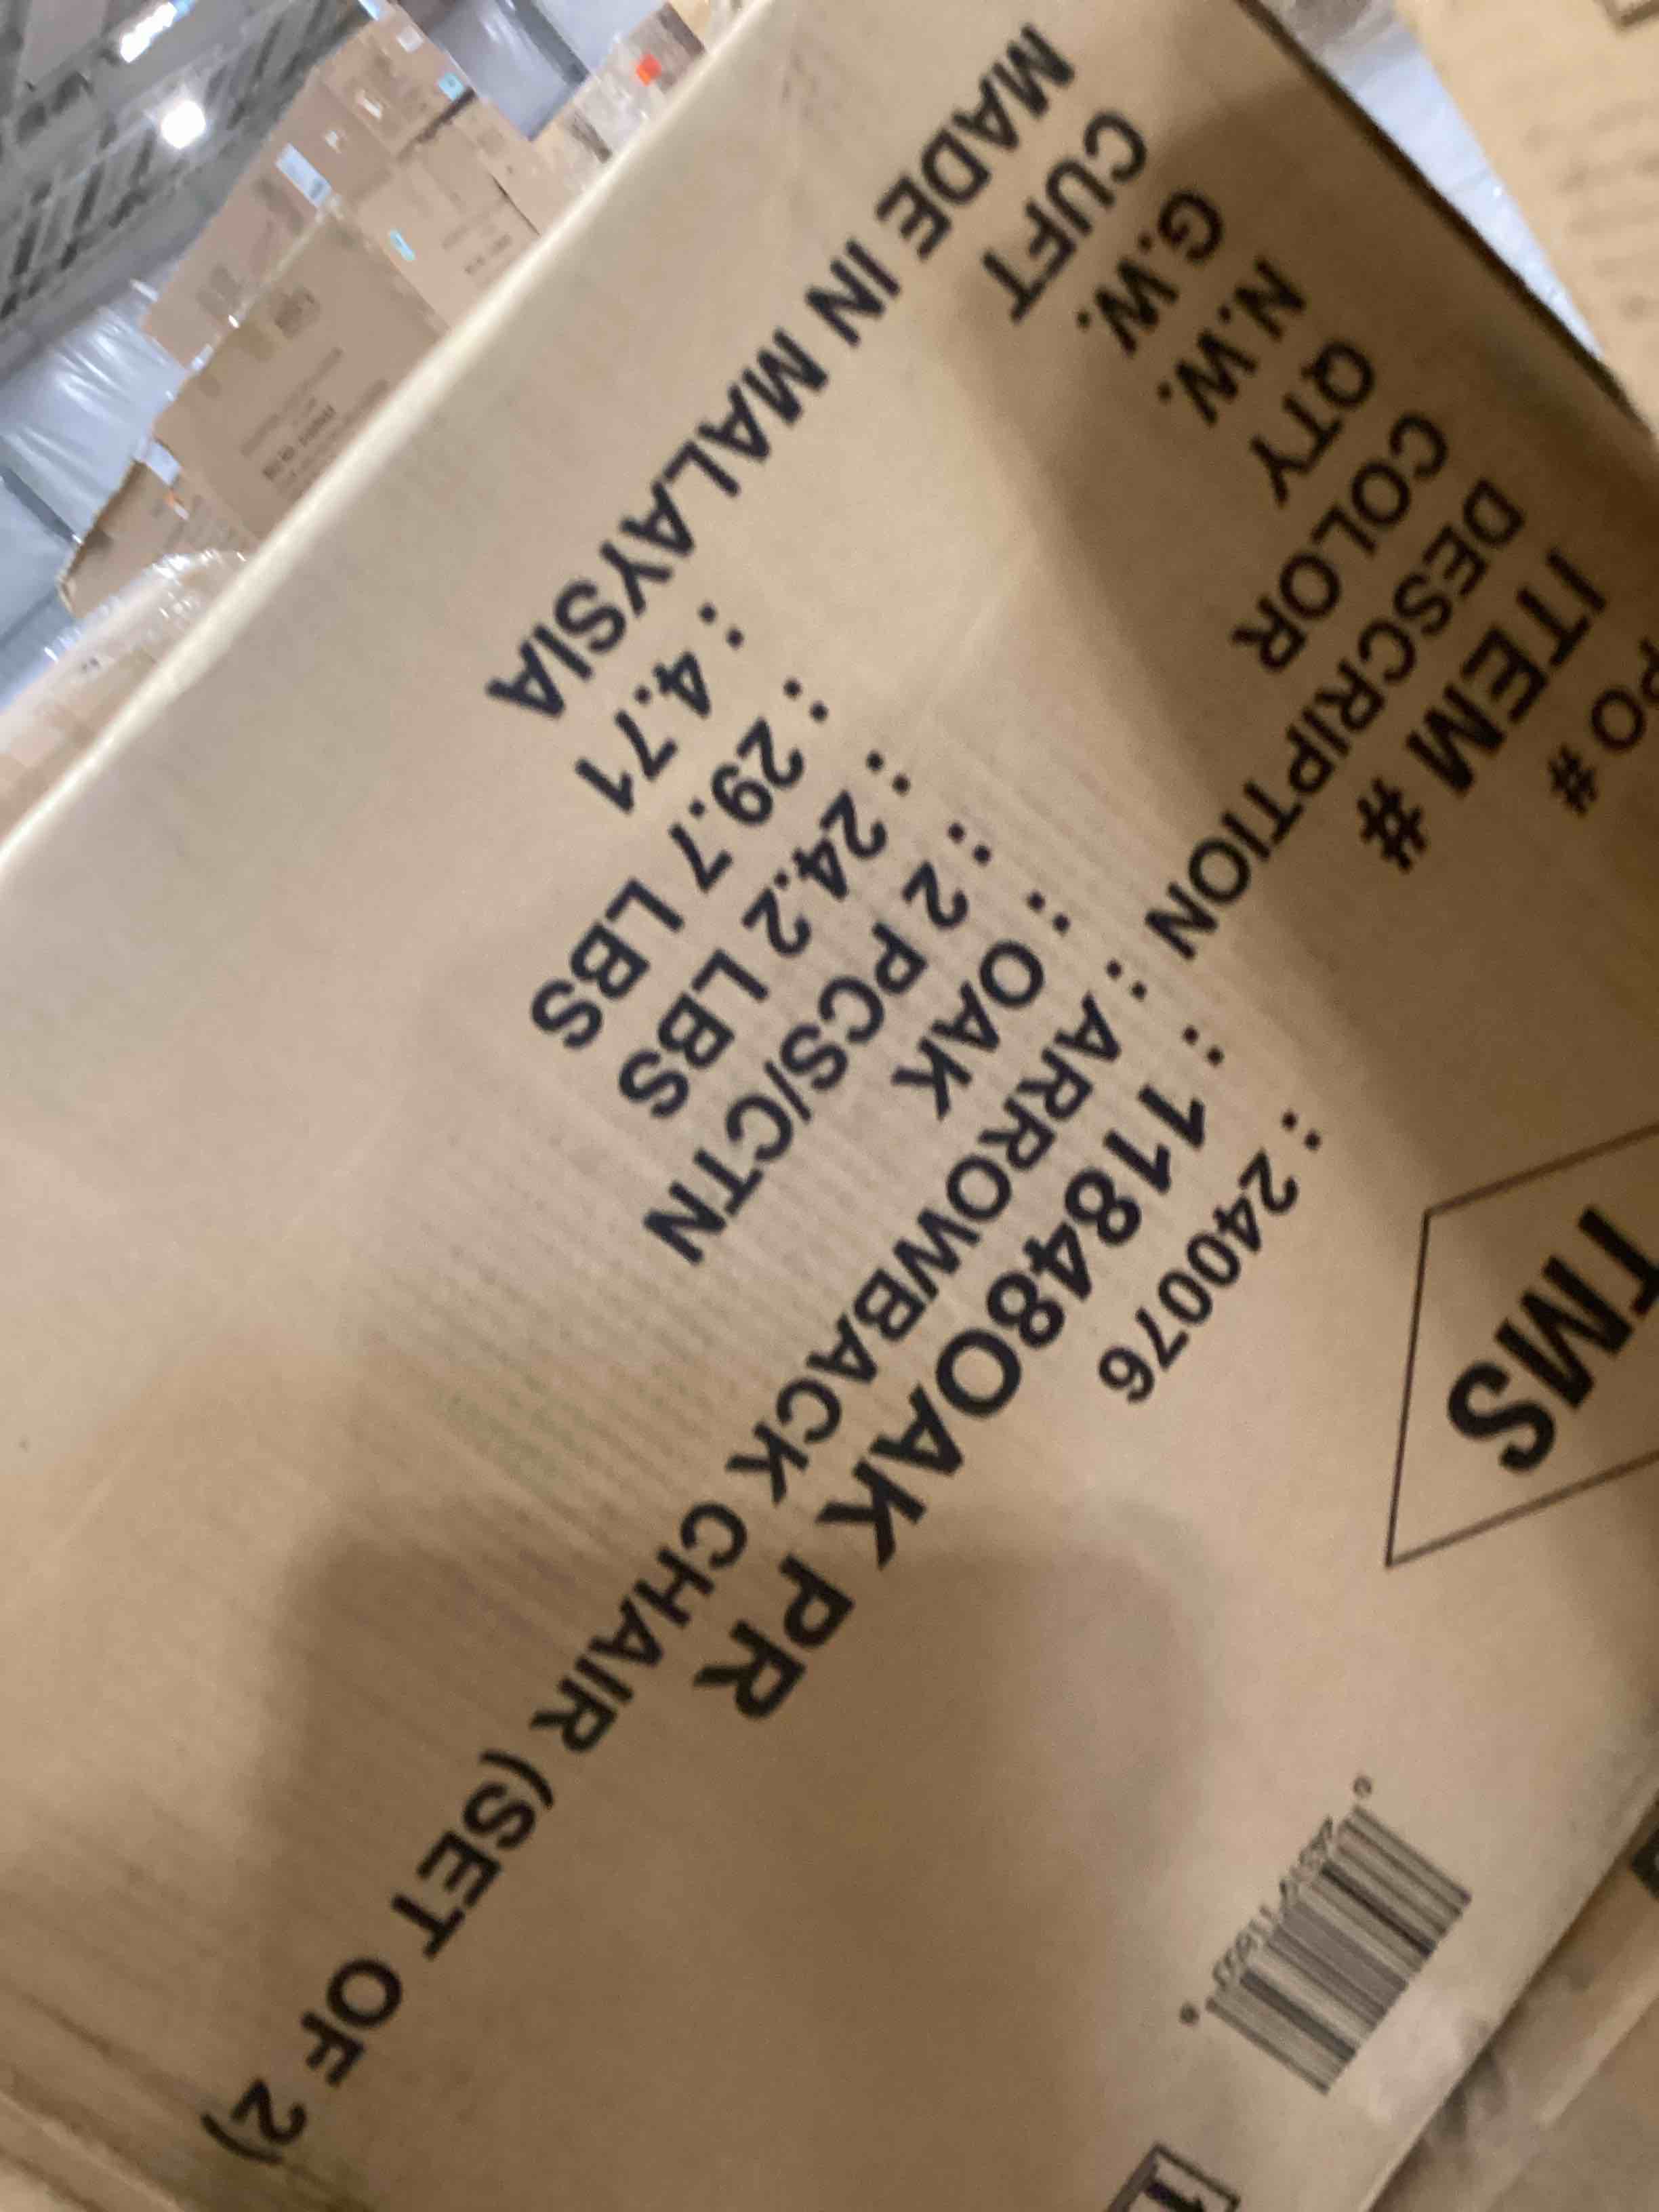 TMS
PO # : 240076
ITEM # : 11848OAK PR
DESCRIPTION : ARROWBACK CHAIR (SET OF 2)
COLOR : OAK
QTY : 2 PCS/CTN
N.W. : 24.2 LBS
G.W. : 29.7 LBS
CUFT : 4.71
MADE IN MALAYSIA